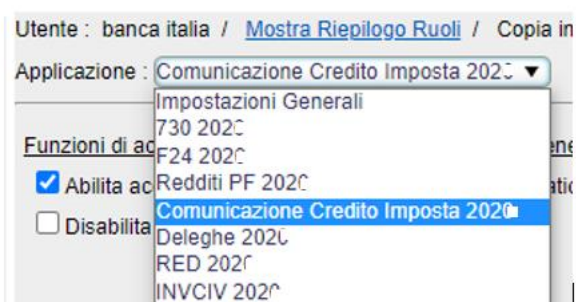 Utente : banca italia / Mostra Riepilogo Ruoli / Copia in
Applicazione : Comunicazione Credito Imposta
Impostazioni Generali
730
Funzioni di ac
F24
Abilita ac
Redditi PF
Comunicazione Credito Imposta
Disabilita
Deleghe
RED
INVCIV